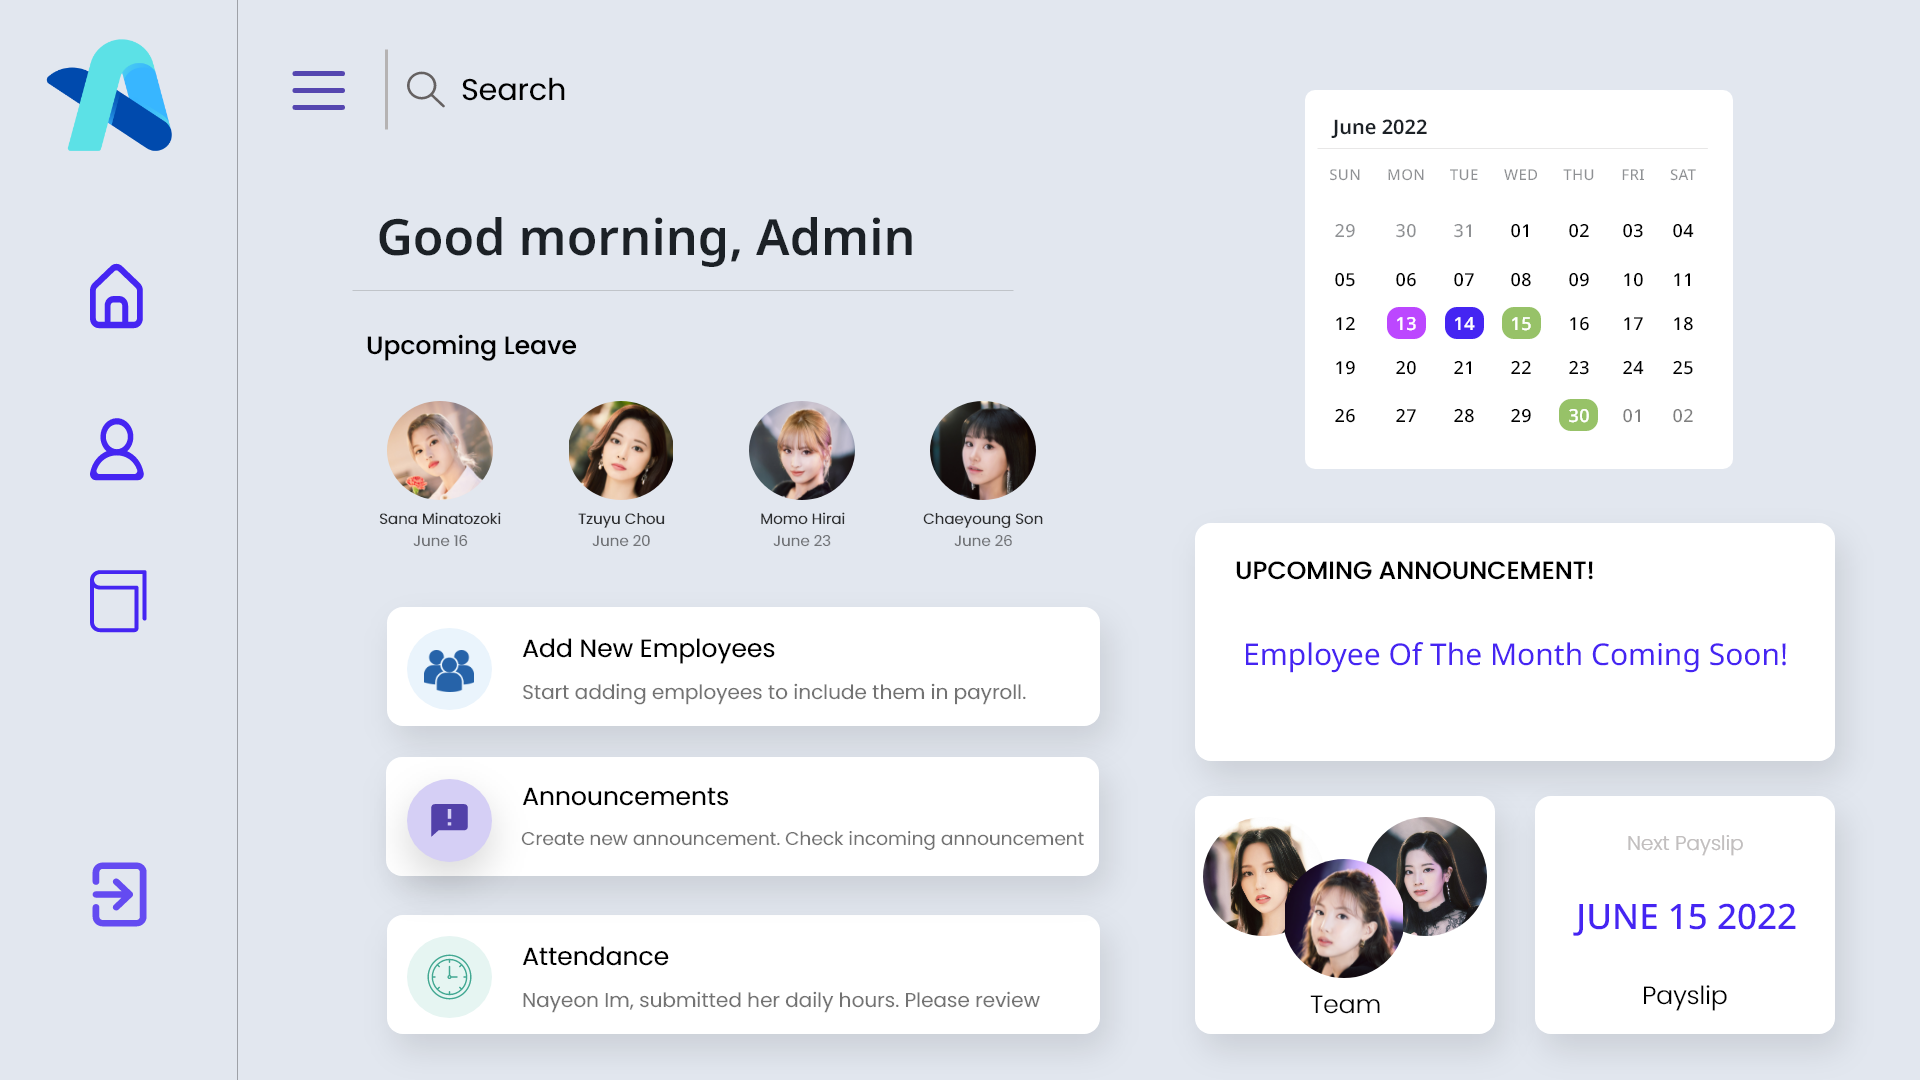 Search
Good morning, Admin
Upcoming Leave
Sana Minatozoki
June 16
Tzuyu Chou
June 20
Momo Hirai
June 23
Chaeyoung Son
June 26
Add New Employees
Start adding employees to include them in payroll.
Announcements
Create new announcement. Check incoming announcement
Attendance
Nayeon Im, submitted her daily hours. Please review
June 2022
SUN MON TUE WED THU FRI SAT
29 30 31 01 02 03 04
05 06 07 08 09 10 11
12 13 14 15 16 17 18
19 20 21 22 23 24 25
26 27 28 29 30 01 02
UPCOMING ANNOUNCEMENT!
Employee Of The Month Coming Soon!
Team
Next Payslip
JUNE 15 2022
Payslip